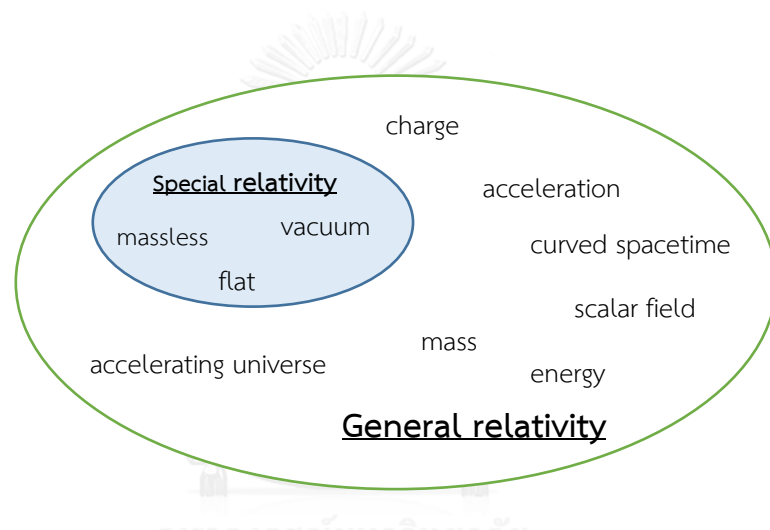 charge
Special relativity
acceleration
massless
vacuum
curved spacetime
flat
scalar field
mass
accelerating universe
energy
General relativity